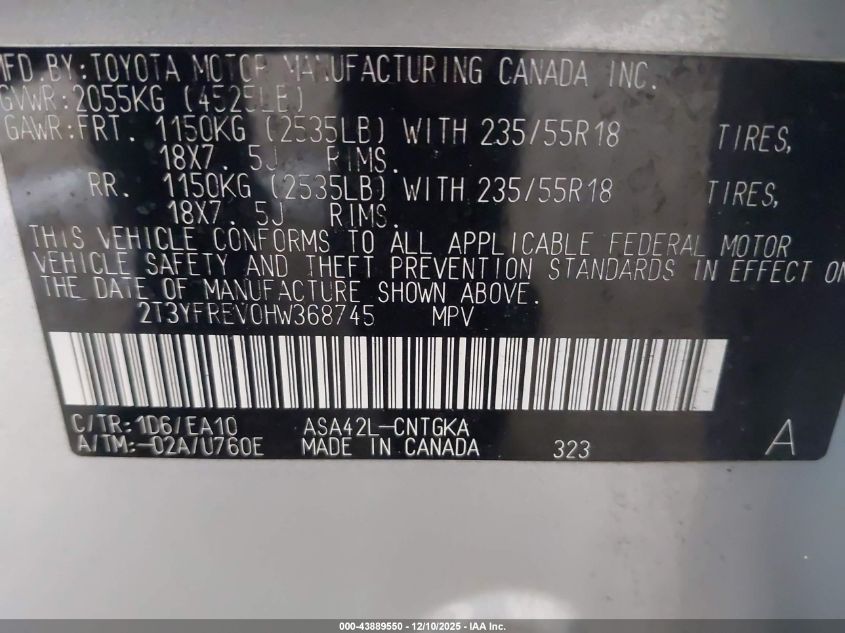 MFD.BY:TOYOTA MOTOR MANUFACTURING CANADA INC.
GVWR:2055KG (4525LB)
GAWR:FRT. 1150KG (2535LB) WITH 235/55R18 TIRES,
18X7.5J RIMS.
RR. 1150KG (2535LB) WITH 235/55R18 TIRES,
18X7.5J RIMS.
THIS VEHICLE CONFORMS TO ALL APPLICABLE FEDERAL MOTOR
VEHICLE SAFETY AND THEFT PREVENTION STANDARDS IN EFFECT ON
THE DATE OF MANUFACTURE SHOWN ABOVE.
2T3YFREV0HW368745 MPV
C/TR:1D6/EA10 ASA42L-CNTGKA
A/TM:-02A/U760E MADE IN CANADA 323 A
000-43889550 - 12/10/2025 - IAA Inc.